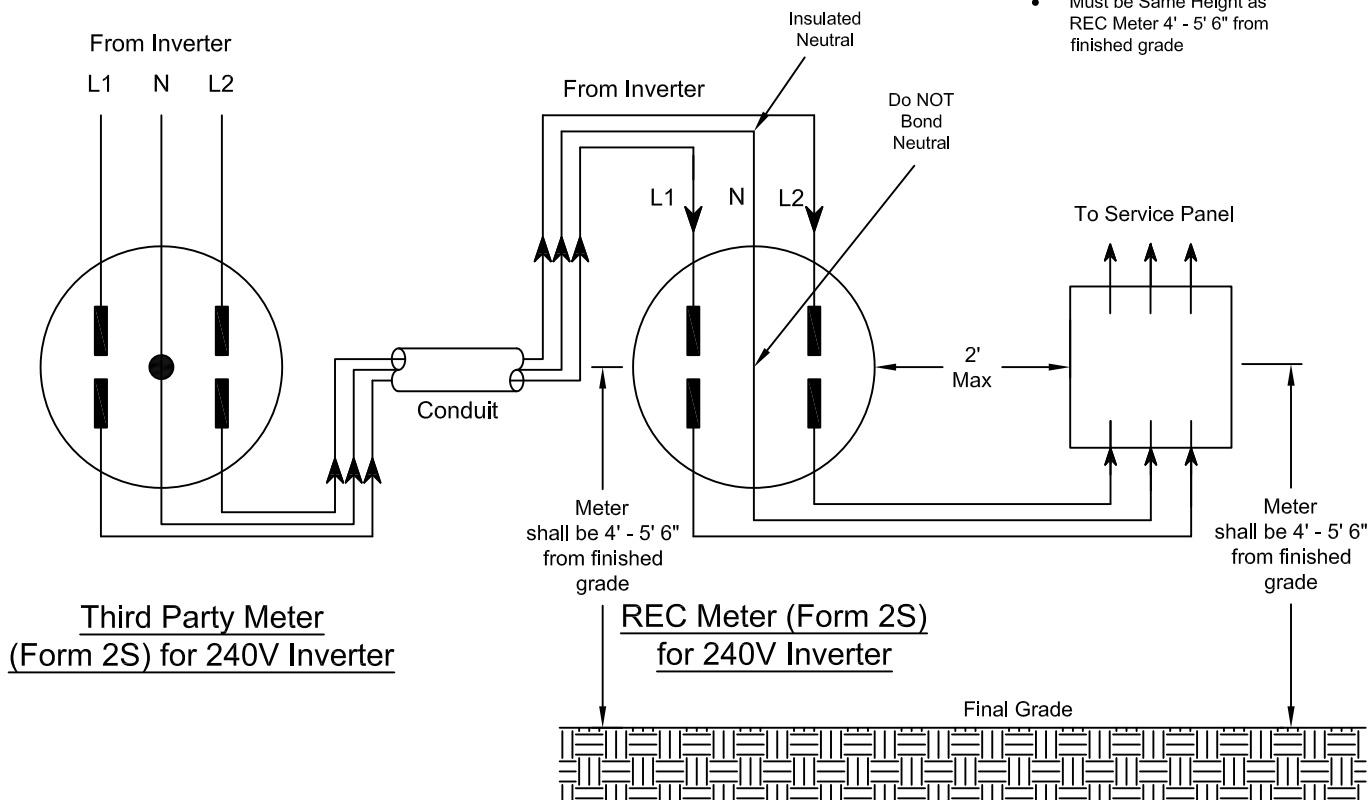 • Must be Same Height as
REC Meter 4' - 5' 6" from
finished grade
Insulated
Neutral
From Inverter
L1 N L2
From Inverter
Do NOT
Bond
Neutral
L1 N L2
To Service Panel
2'
Max
Conduit
Meter
shall be 4' - 5' 6"
from finished
grade
Meter
shall be 4' - 5' 6"
from finished
grade
Third Party Meter
(Form 2S) for 240V Inverter
REC Meter (Form 2S)
for 240V Inverter
Final Grade